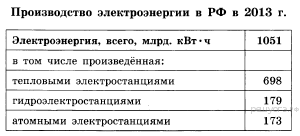 Производство электроэнергии в РФ в 2013 г.
Электроэнергия, всего, млрд. кВт·ч 1051
в том числе произведённая:
тепловыми электростанциями 698
гидроэлектростанциями 179
атомными электростанциями 173